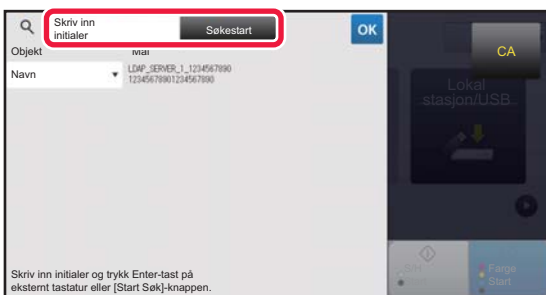 Skriv inn
initialer
Søkestart
OK
CA
Objekt
Mål
Navn
LDAP_SERVER_1_1234567890
12345678901234567890
Lokal
stasjon/USB
Skriv inn initialer og trykk Enter-tast på
eksternt tastatur eller [Start Søk]-knappen.
Farge
Start